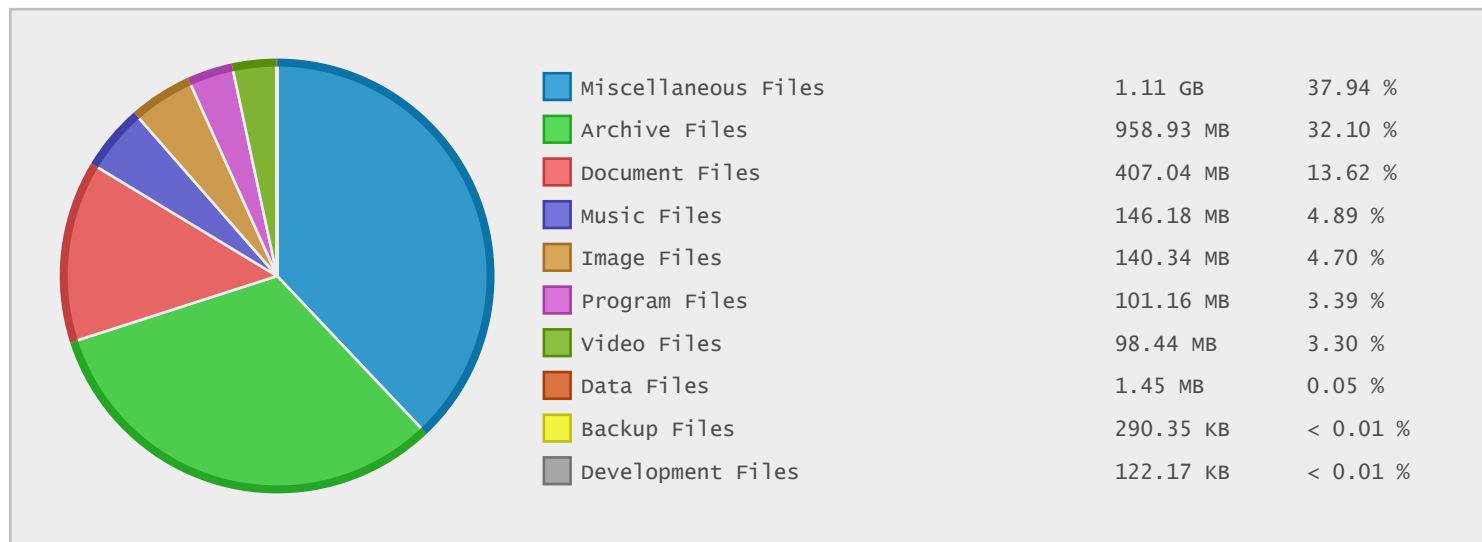 Miscellaneous Files 1.11 GB 37.94 %
Archive Files 958.93 MB 32.10 %
Document Files 407.04 MB 13.62 %
Music Files 146.18 MB 4.89 %
Image Files 140.34 MB 4.70 %
Program Files 101.16 MB 3.39 %
Video Files 98.44 MB 3.30 %
Data Files 1.45 MB 0.05 %
Backup Files 290.35 KB < 0.01 %
Development Files 122.17 KB < 0.01 %